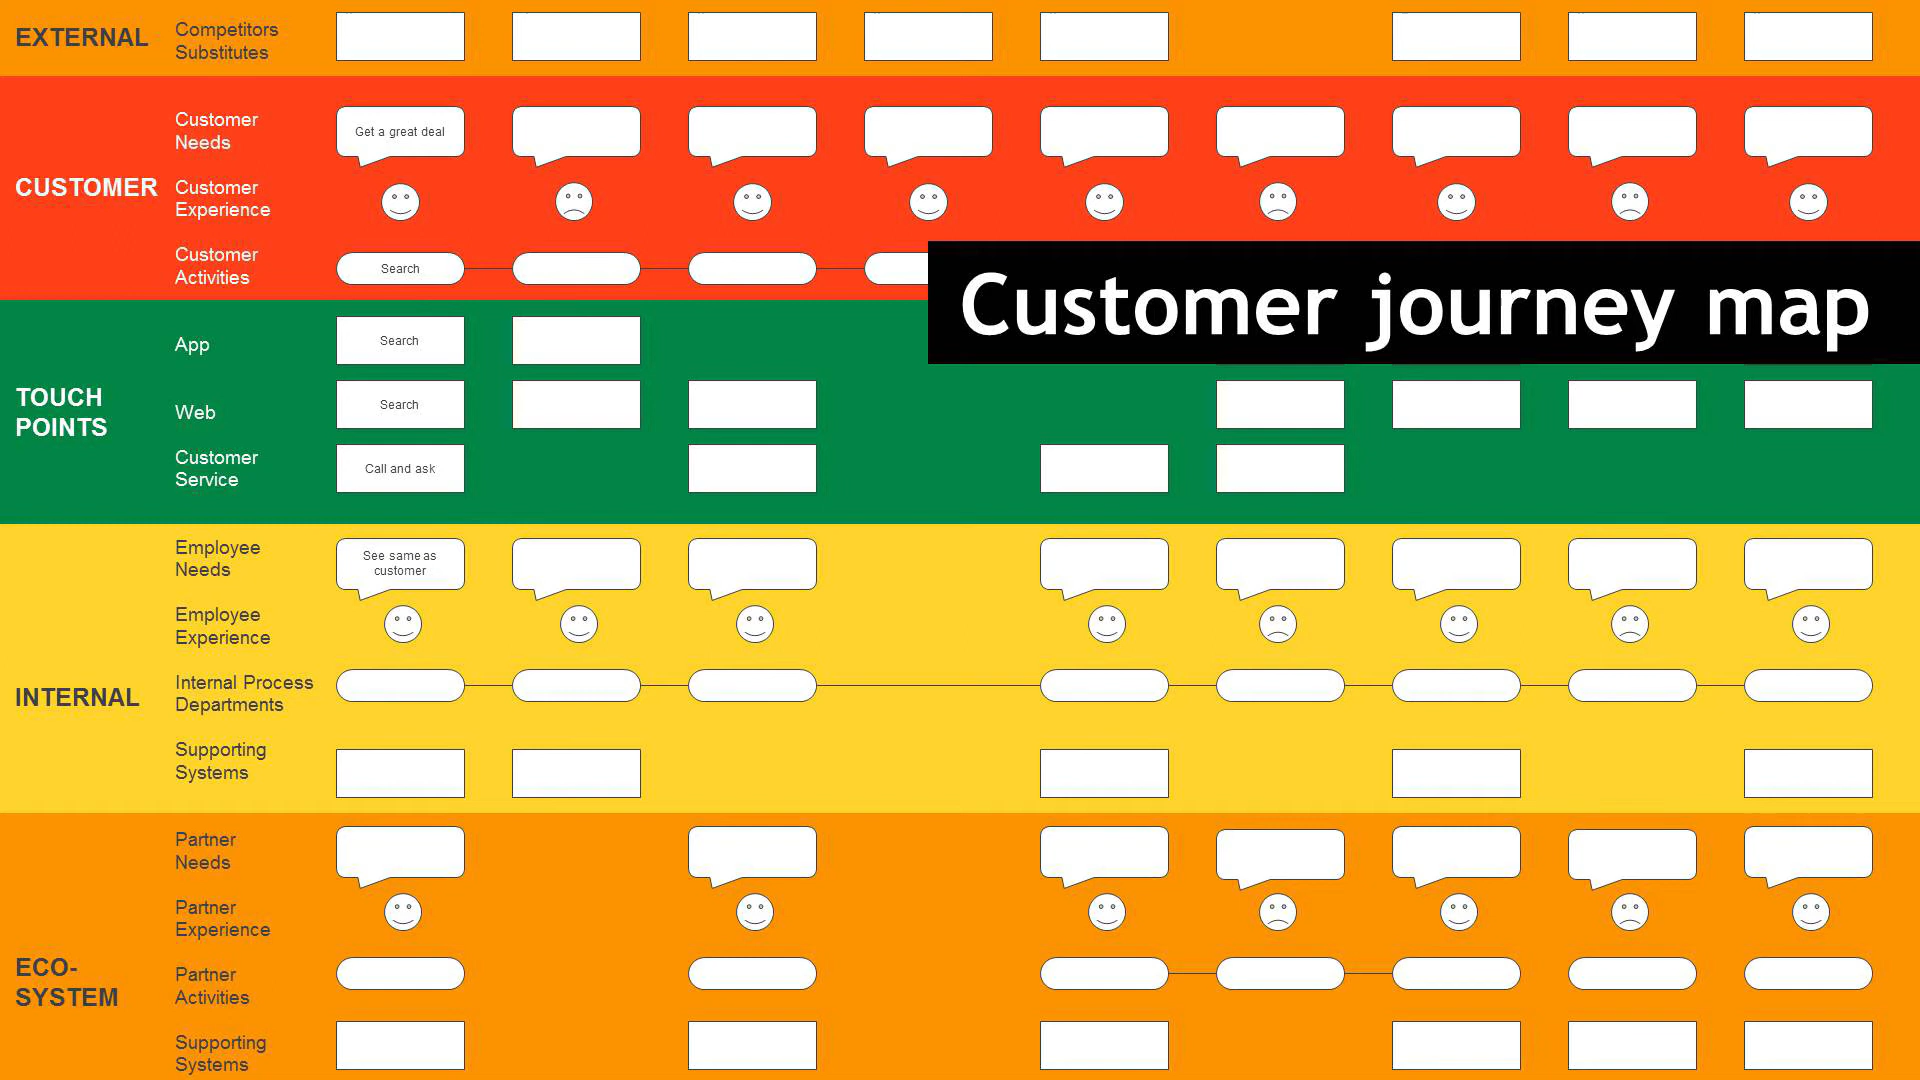 EXTERNAL
Competitors
Substitutes
CUSTOMER
Customer
Needs
Get a great deal
Customer
Experience
Customer
Activities
Search
Customer journey map
TOUCH
POINTS
App
Search
Web
Search
Customer
Service
Call and ask
INTERNAL
Employee
Needs
See same as
customer
Employee
Experience
Internal Process
Departments
Supporting
Systems
ECO-
SYSTEM
Partner
Needs
Partner
Experience
Partner
Activities
Supporting
Systems